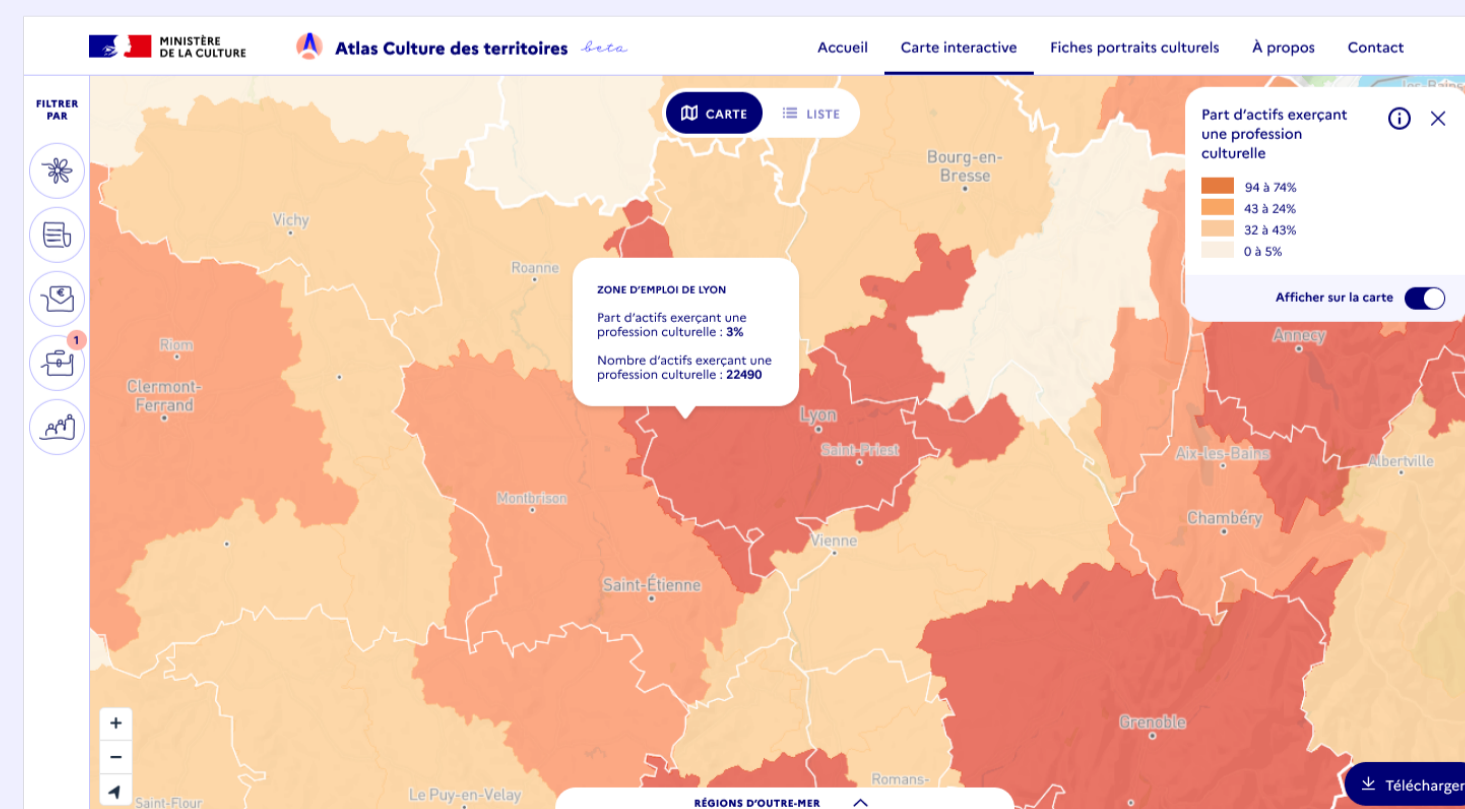 MINISTÈRE
DE LA CULTURE
Atlas Culture des territoires beta
Accueil
Carte interactive
Fiches portraits culturels
À propos
Contact
FILTRER
PAR
1
CARTE
LISTE
Part d'actifs exerçant
une profession
culturelle
94 à 74%
43 à 24%
32 à 43%
0 à 5%
Afficher sur la carte
ZONE D'EMPLOI DE LYON
Part d'actifs exerçant une
profession culturelle : 3%
Nombre d'actifs exerçant une
profession culturelle : 22490
Bourg-en-
Bresse
Vichy
Roanne
Riom
Clermont-
Ferrand
Annecy
Lyon
Saint-Priest
Aix-les-Bains
Albertville
Montbrison
Chambéry
Vienne
Saint-Étienne
Grenoble
Romans-
Le Puy-en-Velay
Saint-Flour
+
−
RÉGIONS D'OUTRE-MER
Télécharger